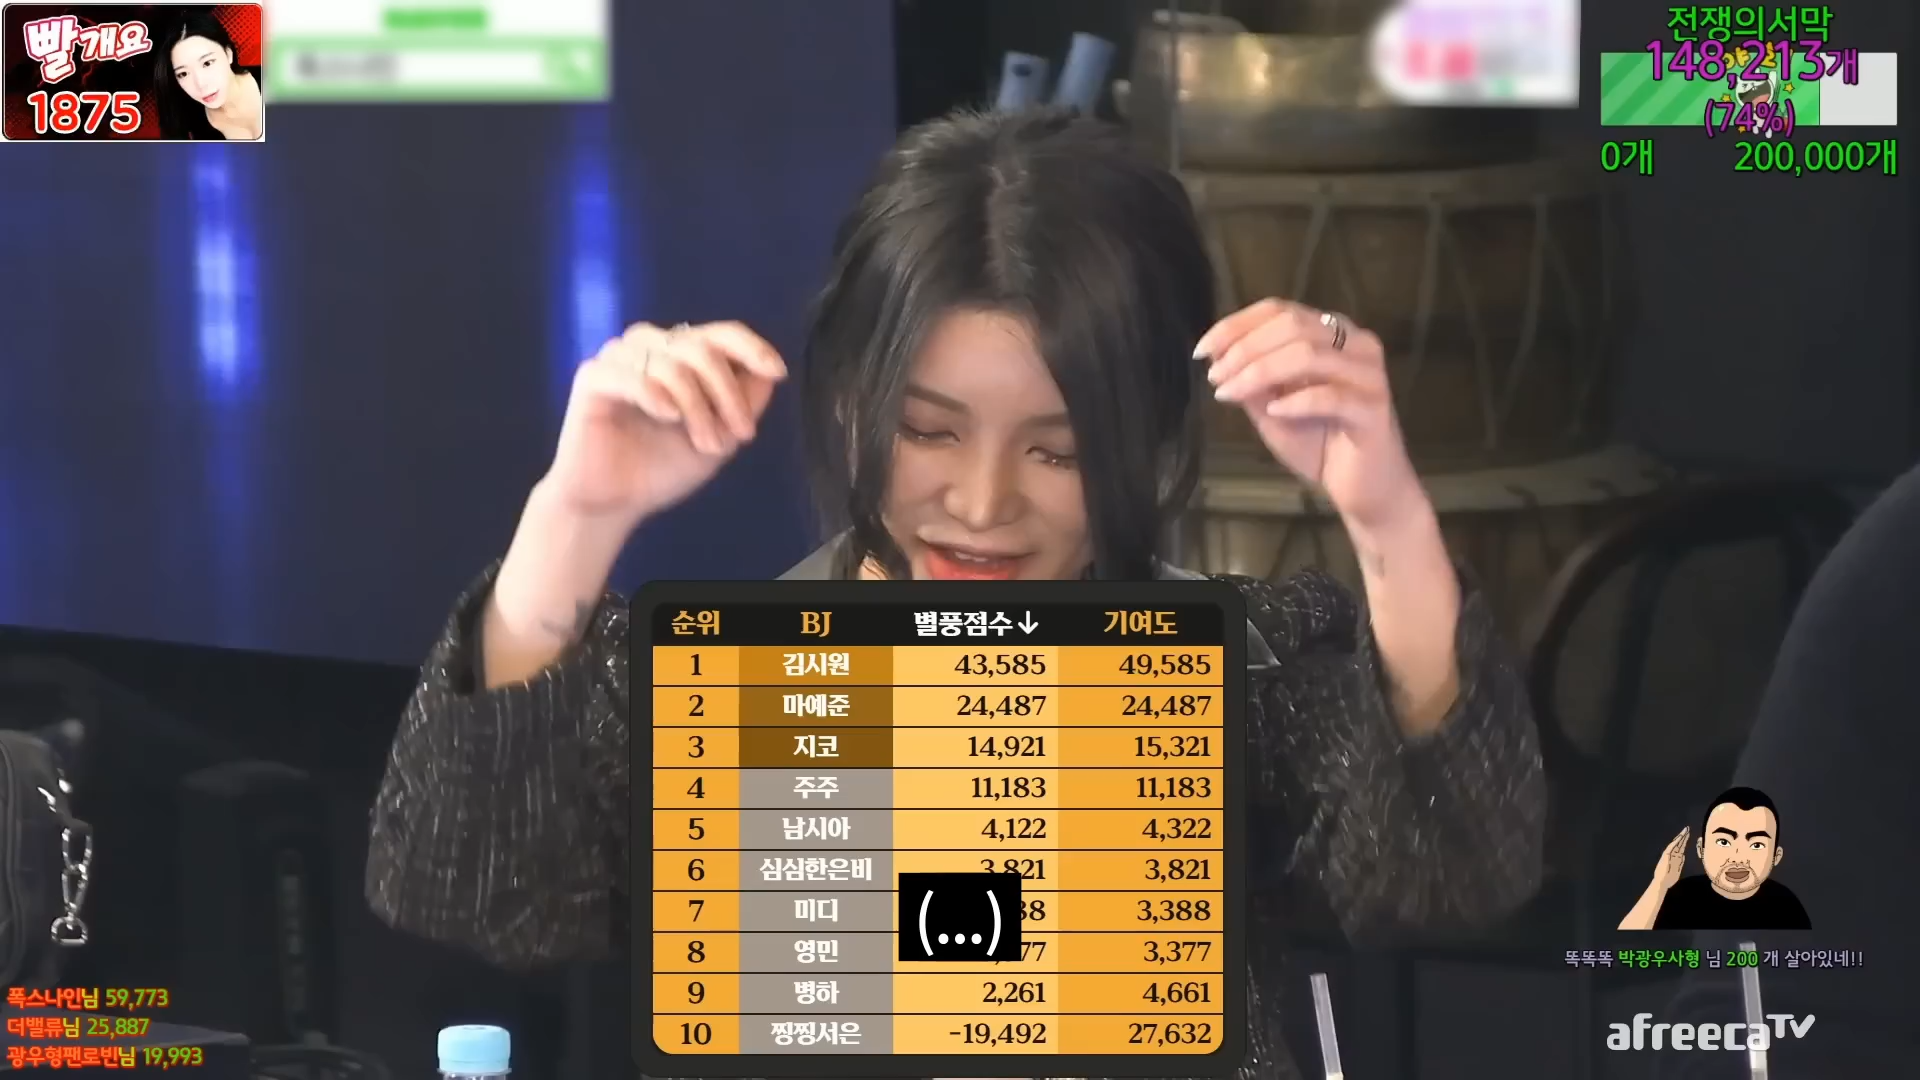 빨개요
1875
전쟁의서막
148,213개
(74%)
0개 200,000개
순위 BJ 별풍점수↓ 기여도
1 김시원 43,585 49,585
2 마예준 24,487 24,487
3 지코 14,921 15,321
4 주주 11,183 11,183
5 남시아 4,122 4,322
6 심심한은비 3,821 3,821
7 미디 3,388
8 영민 3,377
9 병하 2,261 4,661
10 찡찡서은 -19,492 27,632
(...)
똑똑똑 박광우사형 님 200 개 살아있네!!
폭스나인님 59,773
더밸류님 25,887
광우형팬로빈님 19,993
afreecaTV